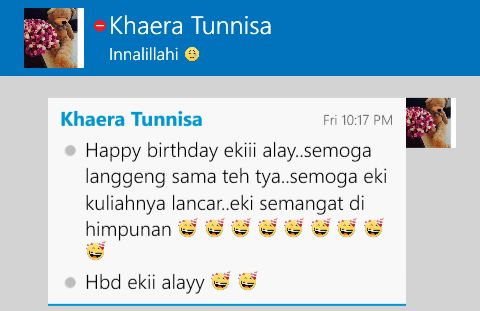 Khaera Tunnisa
Innalillahi 😔
Khaera Tunnisa
Fri 10:17 PM
Happy birthday ekiii alay..semoga
langgeng sama teh tya..semoga eki
kuliahnya lancar..eki semangat di
himpunan 🥳 🥳 🥳 🥳 🥳 🥳 🥳 🥳
🥳
Hbd ekii alayy 🥳 🥳